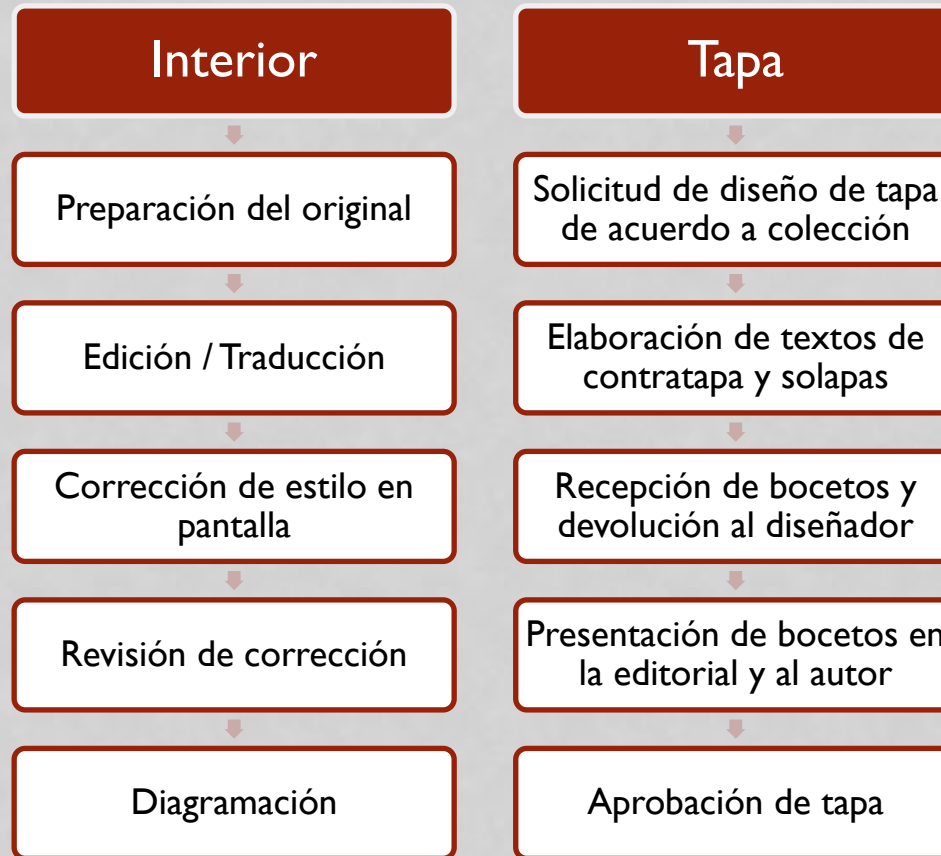 Interior
Preparación del original
Edición / Traducción
Corrección de estilo en
pantalla
Revisión de corrección
Diagramación
Tapa
Solicitud de diseño de tapa
de acuerdo a colección
Elaboración de textos de
contratapa y solapas
Recepción de bocetos y
devolución al diseñador
Presentación de bocetos en
la editorial y al autor
Aprobación de tapa